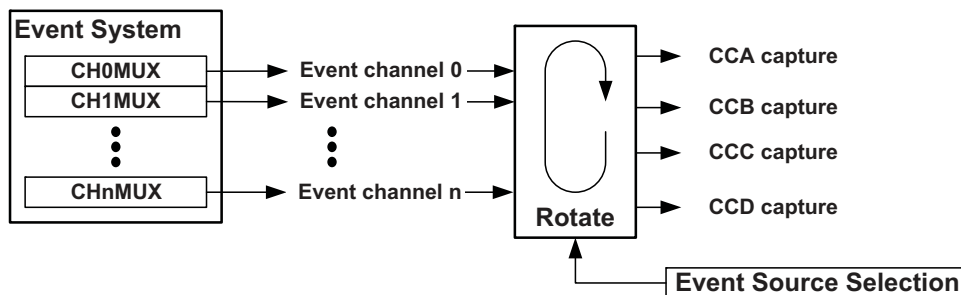 Event System
CH0MUX
Event channel 0
CCA capture
CH1MUX
Event channel 1
CCB capture
CCC capture
CHnMUX
Event channel n
CCD capture
Rotate
Event Source Selection